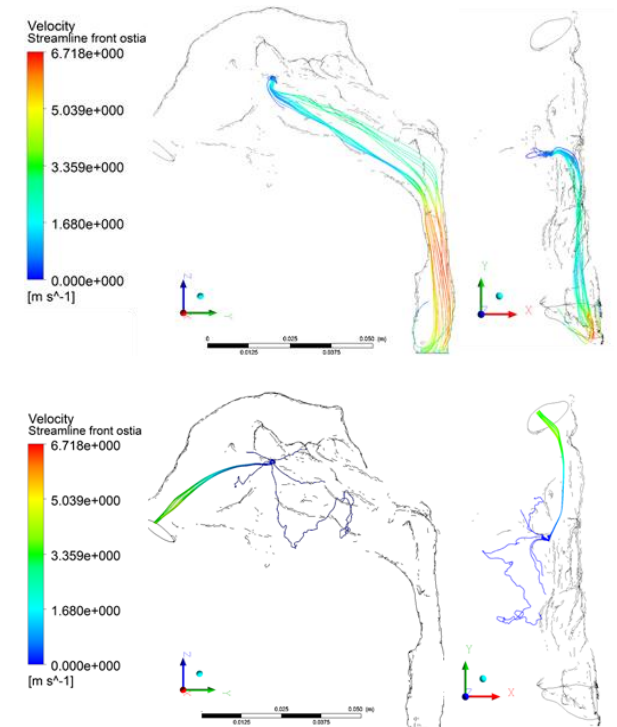 Velocity
Streamline front ostia
6.718e+000
5.039e+000
3.359e+000
1.680e+000
0.000e+000
[m s^-1]
Z
Y
0
0.025
0.050
(m)
0.0125
0.0375
Y
X
Velocity
Streamline front ostia
6.718e+000
5.039e+000
3.359e+000
1.680e+000
0.000e+000
[m s^-1]
Z
Y
0.025
0.050
(m)
0.0125
0.0375
Y
X